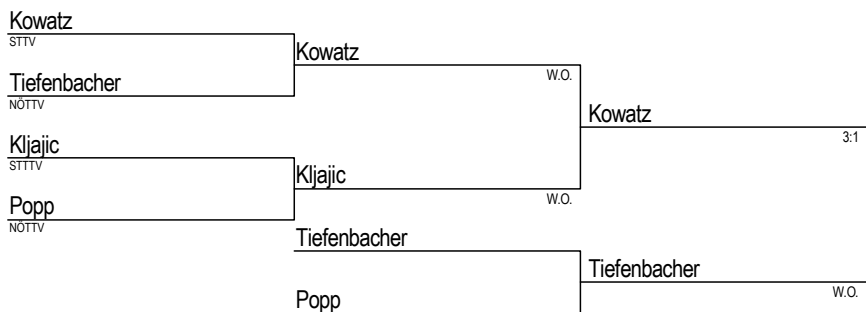 Kowatz
STTV
Kowatz
W.O.
Tiefenbacher
NÖTTV
Kowatz
3:1
Kljajic
STTTV
Kljajic
W.O.
Popp
NÖTTV
Tiefenbacher
Tiefenbacher
W.O.
Popp